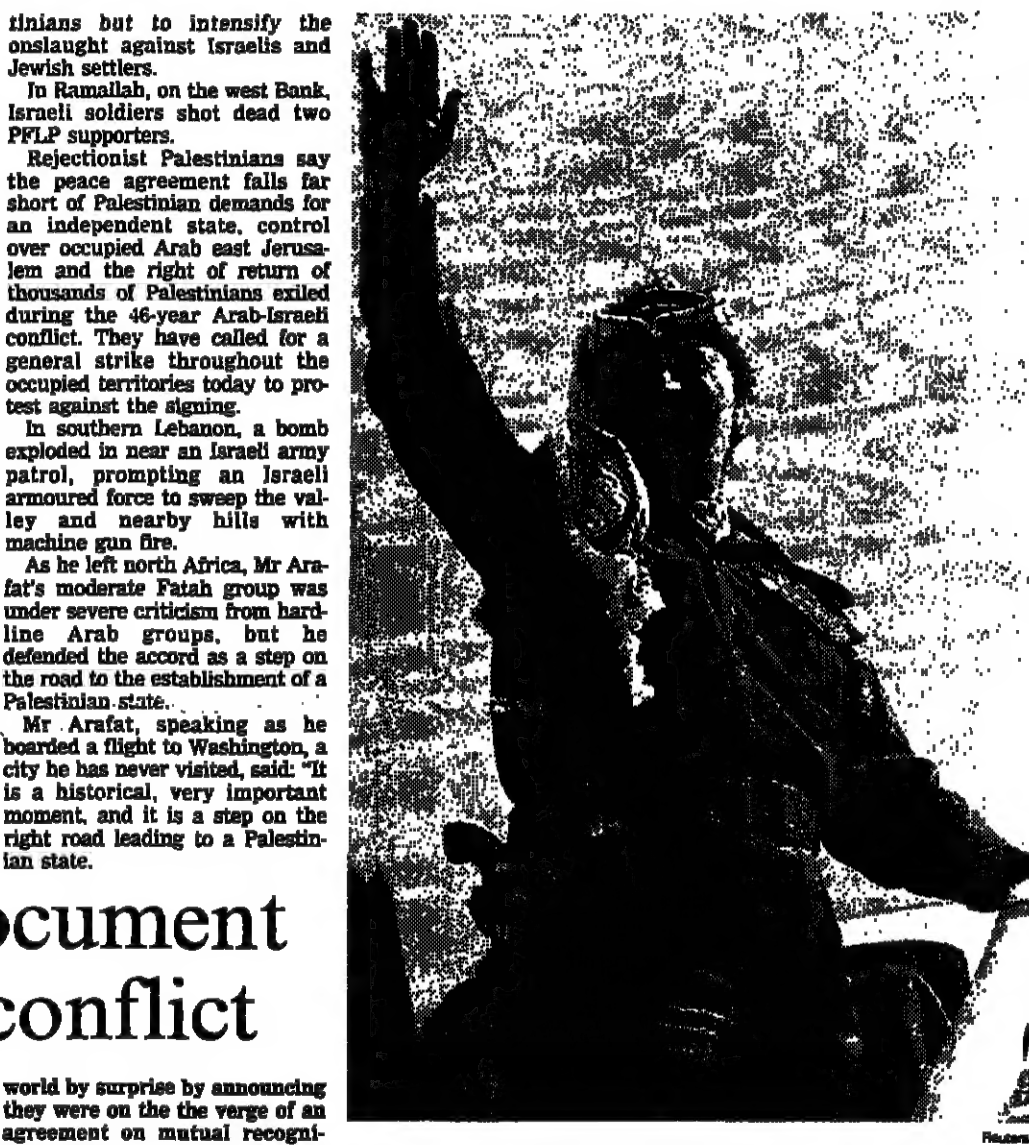 tinians but to intensify the
onslaught against Israelis and
Jewish settlers.
In Ramallah, on the west Bank,
Israeli soldiers shot dead two
PFLP supporters.
Rejectionist Palestinians say
the peace agreement falls far
short of Palestinian demands for
an independent state, control
over occupied Arab east Jerusa-
lem and the right of return of
thousands of Palestinians exiled
during the 46-year Arab-Israeli
conflict. They have called for a
general strike throughout the
occupied territories today to pro-
test against the signing.
In southern Lebanon, a bomb
exploded in near an Israeli army
patrol, prompting an Israeli
armoured force to sweep the val-
ley and nearby hills with
machine gun fire.
As he left north Africa, Mr Ara-
fat's moderate Fatah group was
under severe criticism from hard-
line Arab groups, but he
defended the accord as a step on
the road to the establishment of a
Palestinian state.
Mr Arafat, speaking as he
boarded a flight to Washington, a
city he has never visited, said: "It
is a historical, very important
moment, and it is a step on the
right road leading to a Palestin-
ian state.
ocument
conflict
world by surprise by announcing
they were on the the verge of an
agreement on mutual recogni-
Reuters